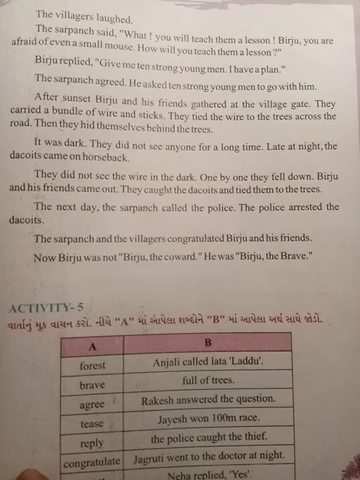 The villagers laughed.
The sarpanch said, "What ! you will teach them a lesson ! Birju, you are
afraid of even a small mouse. How will you teach them a lesson ?"
Birju replied, "Give me ten strong young men. I have a plan."
The sarpanch agreed. He asked ten strong young men to go with him.
After sunset Birju and his friends gathered at the village gate. They
carried a bundle of wire and sticks. They tied the wire to the trees across the
road. Then they hid themselves behind the trees.
It was dark. They did not see anyone for a long time. Late at night, the
dacoits came on horseback.
They did not see the wire in the dark. One by one they fell down. Birju
and his friends came out. They caught the dacoits and tied them to the trees.
The next day, the sarpanch called the police. The police arrested the
dacoits.
The sarpanch and the villagers congratulated Birju and his friends.
Now Birju was not "Birju, the coward." He was "Birju, the Brave."
ACTIVITY- 5
વાર્તાનું મૂક વાચન કરો. નીચે "A" માં આપેલા શબ્દોને "B" માં આપેલા અર્થ સાથે જોડો.
A B
forest Anjali called lata 'Laddu'.
brave full of trees.
agree Rakesh answered the question.
tease Jayesh won 100m race.
reply the police caught the thief.
congratulate Jagruti went to the doctor at night.
Neha replied, 'Yes'